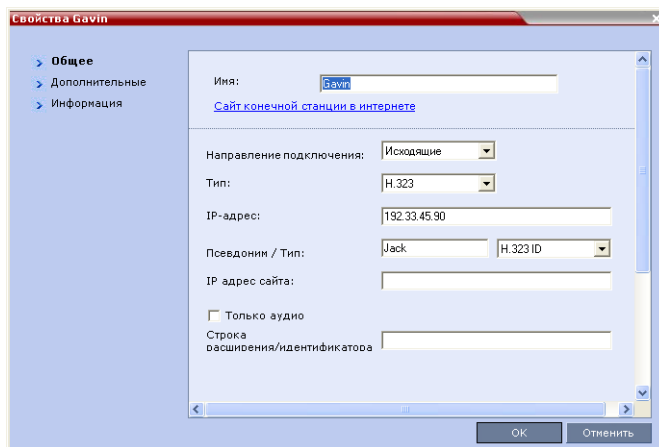 Свойства Gavin
Общее
Дополнительные
Информация
Имя: Gavin
Сайт конечной станции в интернете
Направление подключения: Исходящие
Тип: H.323
IP-адрес: 192.33.45.90
Псевдоним / Тип: Jack H.323 ID
IP адрес сайта:
Только аудио
Строка
расширения/идентификатора
OK Отменить